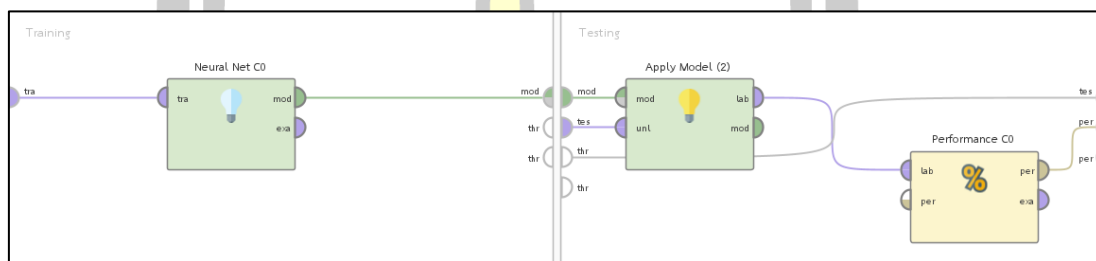 Training
Testing
Neural Net C0
tra
tra
mod
exa
mod
thr
thr
mod
tes
thr
thr
Apply Model (2)
mod
unl
lab
mod
Performance C0
%
lab
per
per
exa
tes
per
per